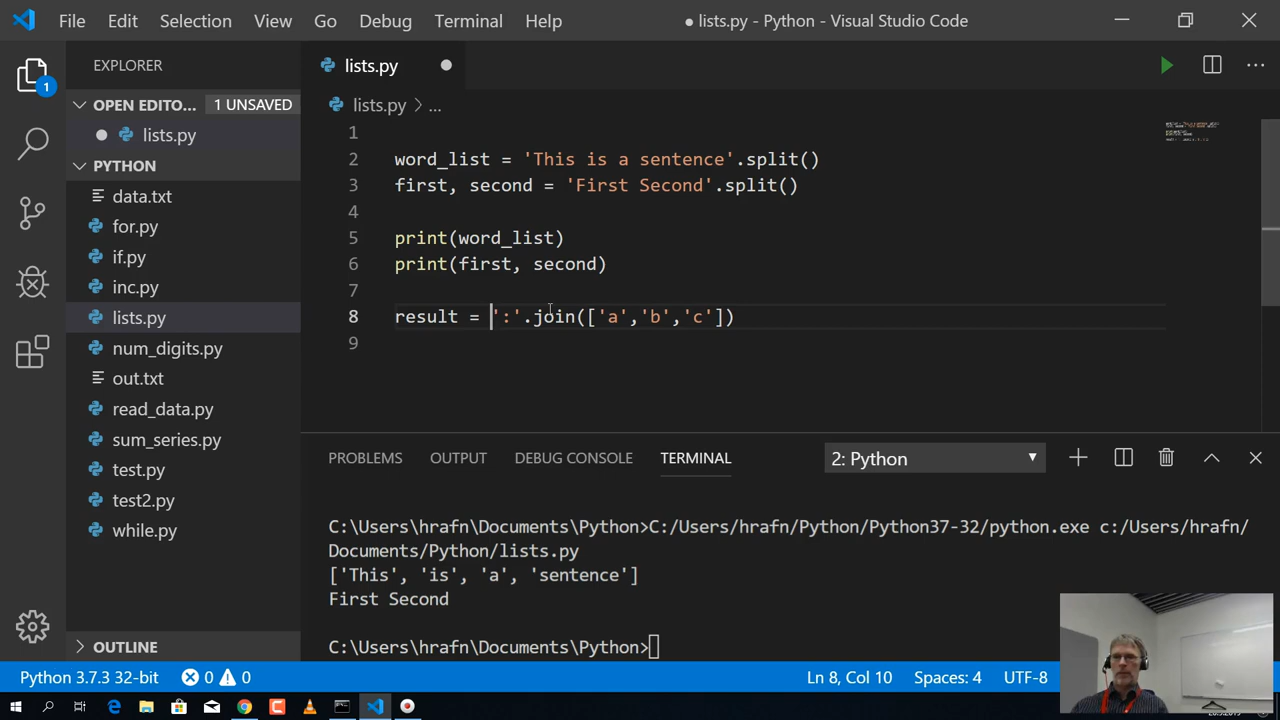 File Edit Selection View Go Debug Terminal Help ● lists.py - Python - Visual Studio Code
EXPLORER
OPEN EDITO... 1 UNSAVED
lists.py
PYTHON
data.txt
for.py
if.py
inc.py
lists.py
num_digits.py
out.txt
read_data.py
sum_series.py
test.py
test2.py
while.py
OUTLINE
1
lists.py
lists.py > ...
1
2 word_list = 'This is a sentence'.split()
3 first, second = 'First Second'.split()
4
5 print(word_list)
6 print(first, second)
7
8 result = ':'.join(['a','b','c'])
9
PROBLEMS OUTPUT DEBUG CONSOLE TERMINAL 2: Python
C:\Users\hrafn\Documents\Python>C:/Users/hrafn/Python/Python37-32/python.exe c:/Users/hrafn/
Documents/Python/lists.py
['This', 'is', 'a', 'sentence']
First Second
C:\Users\hrafn\Documents\Python>
Python 3.7.3 32-bit 0 0 Ln 8, Col 10 Spaces: 4 UTF-8